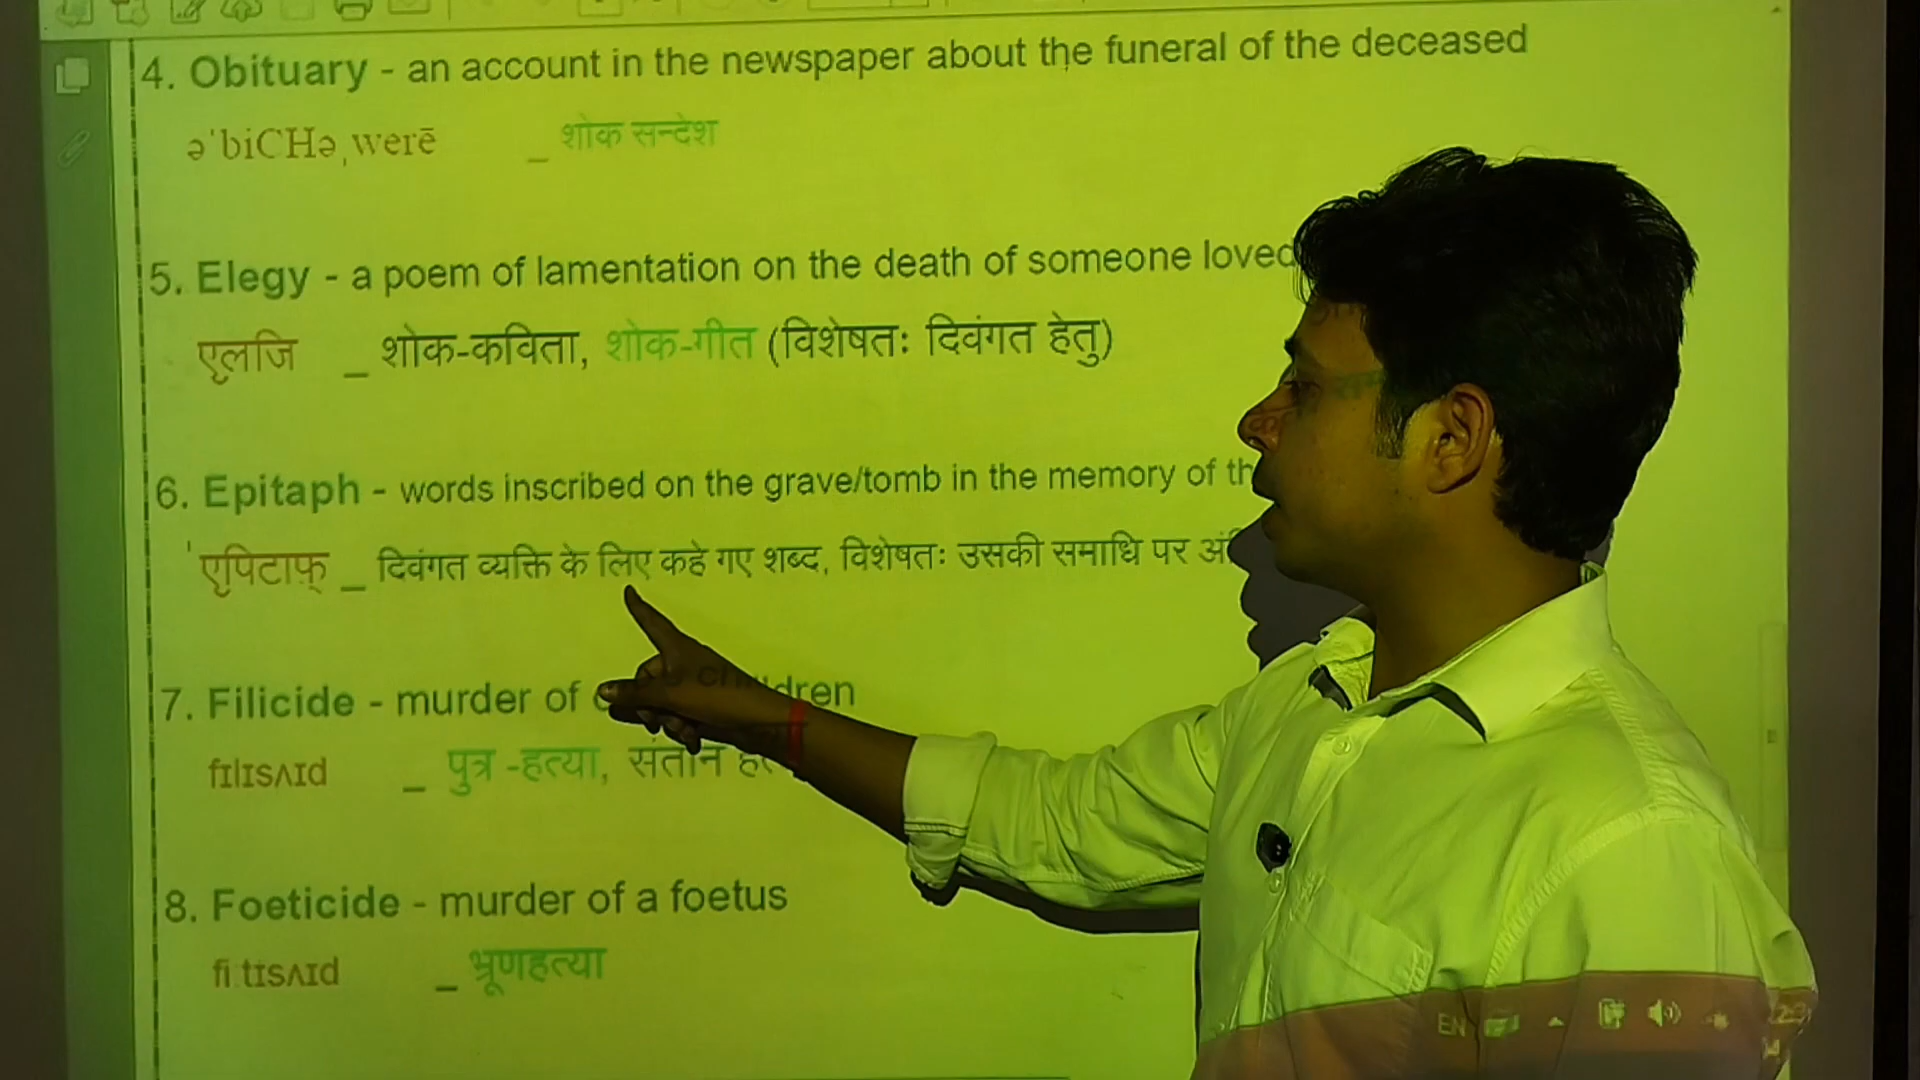 4. Obituary - an account in the newspaper about the funeral of the deceased
ə'biCHəˌwerē _ शोक सन्देश
5. Elegy - a poem of lamentation on the death of someone loved
एलजि _ शोक-कविता, शोक-गीत (विशेषतः दिवंगत हेतु)
6. Epitaph - words inscribed on the grave/tomb in the memory of
'एपिटाफ़् _ दिवंगत व्यक्ति के लिए कहे गए शब्द, विशेषतः उसकी समाधि पर
7. Filicide - murder of children
fɪlɪsʌɪd _ पुत्र -हत्या, संतान
8. Foeticide - murder of a foetus
fiːtɪsʌɪd _ भ्रूणहत्या
EN